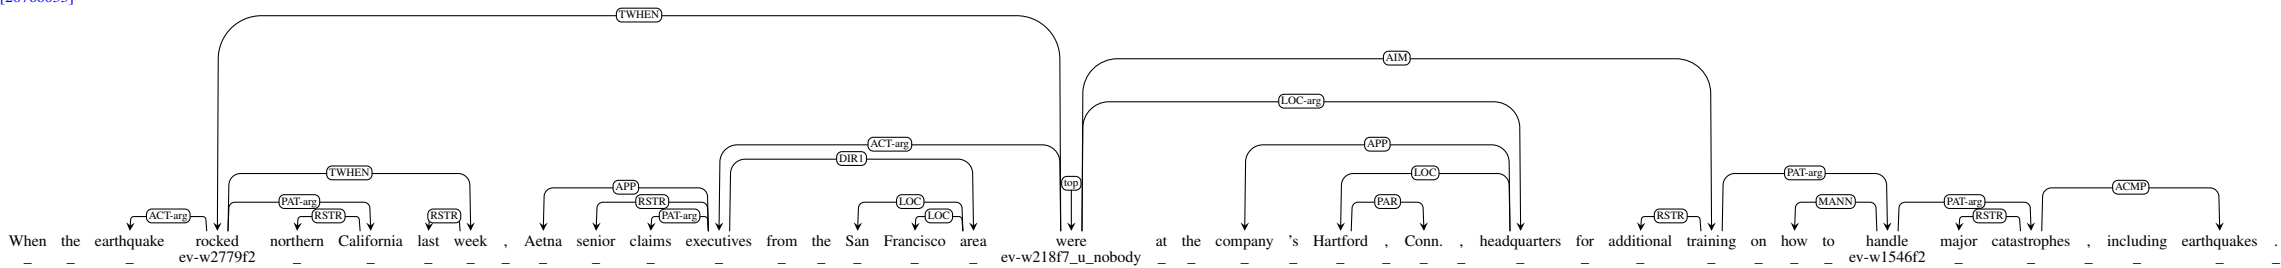 TWHEN
AIM
LOC-arg
ACT-arg APP
DIR1
TWHEN LOC PAT-arg
APP top ACMP
PAT-arg RSTR LOC PAR MANN PAT-arg
ACT-arg RSTR RSTR PAT-arg LOC RSTR RSTR
When the earthquake rocked northern California last week , Aetna senior claims executives from the San Francisco area were at the company 's Hartford , Conn. , headquarters for additional training on how to handle major catastrophes , including earthquakes .
_ _ _ ev-w2779f2 _ _ _ _ _ _ _ _ _ _ _ _ _ _ ev-w218f7_u_nobody _ _ _ _ _ _ _ _ _ _ _ _ _ _ _ ev-w1546f2 _ _ _ _ _ _